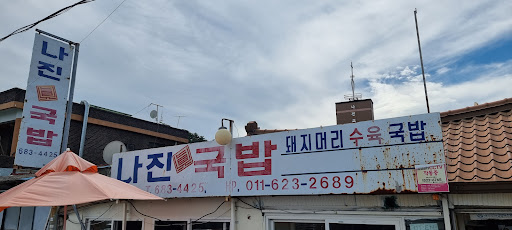 나진
국밥
683-4425
나진 국밥 돼지머리 수육 국밥
683-4425, HP. 011-623-2689